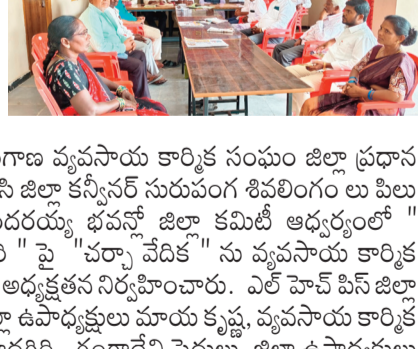 గాణ వ్యవసాయ కార్మిక సంఘం జిల్లా ప్రధాన
సి జిల్లా కన్వీనర్ సురుపంగ శివలింగం లు పిలు
దరయ్య భవన్లో జిల్లా కమిటీ ఆధ్వర్యంలో "
" పై "చర్చా వేదిక " ను వ్యవసాయ కార్మిక
అధ్యక్షతన నిర్వహించారు. ఎల్ హెచ్ పిస్ జిల్లా
ఉపాధ్యక్షులు మాయ కృష్ణ, వ్యవసాయ కార్మిక